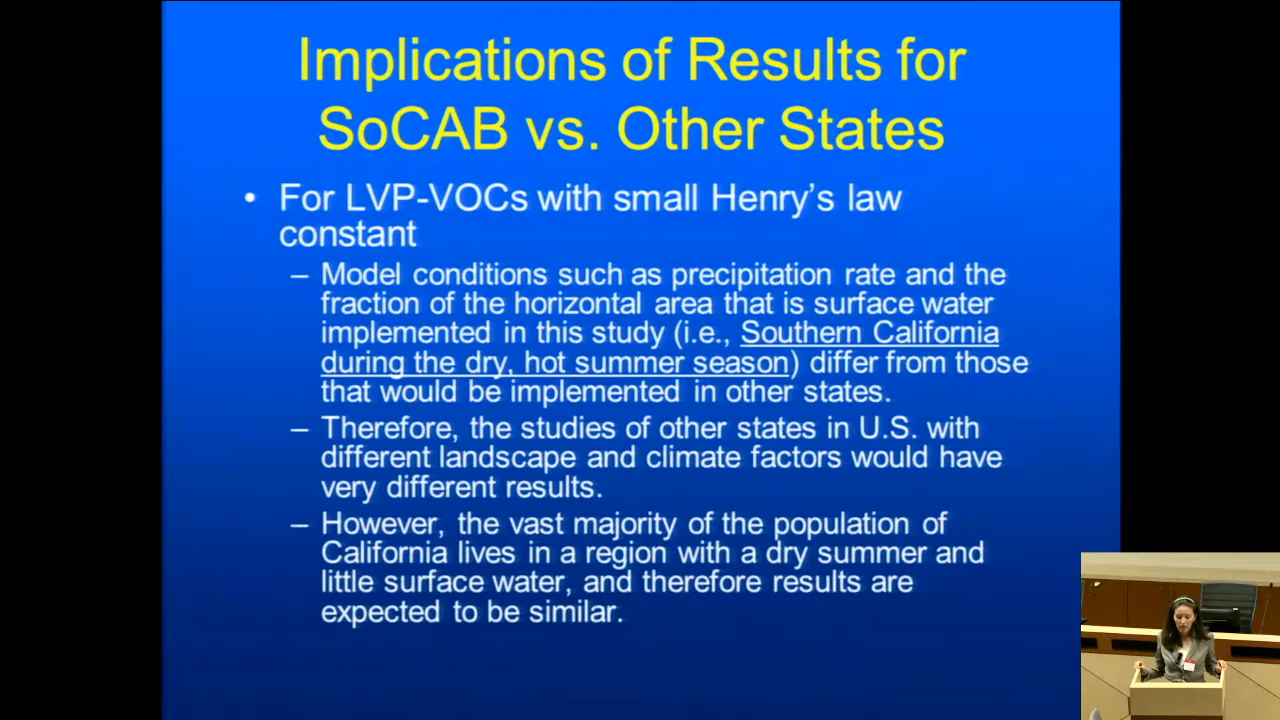 Implications of Results for
SoCAB vs. Other States
• For LVP-VOCs with small Henry’s law
constant
– Model conditions such as precipitation rate and the
fraction of the horizontal area that is surface water
implemented in this study (i.e., Southern California
during the dry, hot summer season) differ from those
that would be implemented in other states.
– Therefore, the studies of other states in U.S. with
different landscape and climate factors would have
very different results.
– However, the vast majority of the population of
California lives in a region with a dry summer and
little surface water, and therefore results are
expected to be similar.